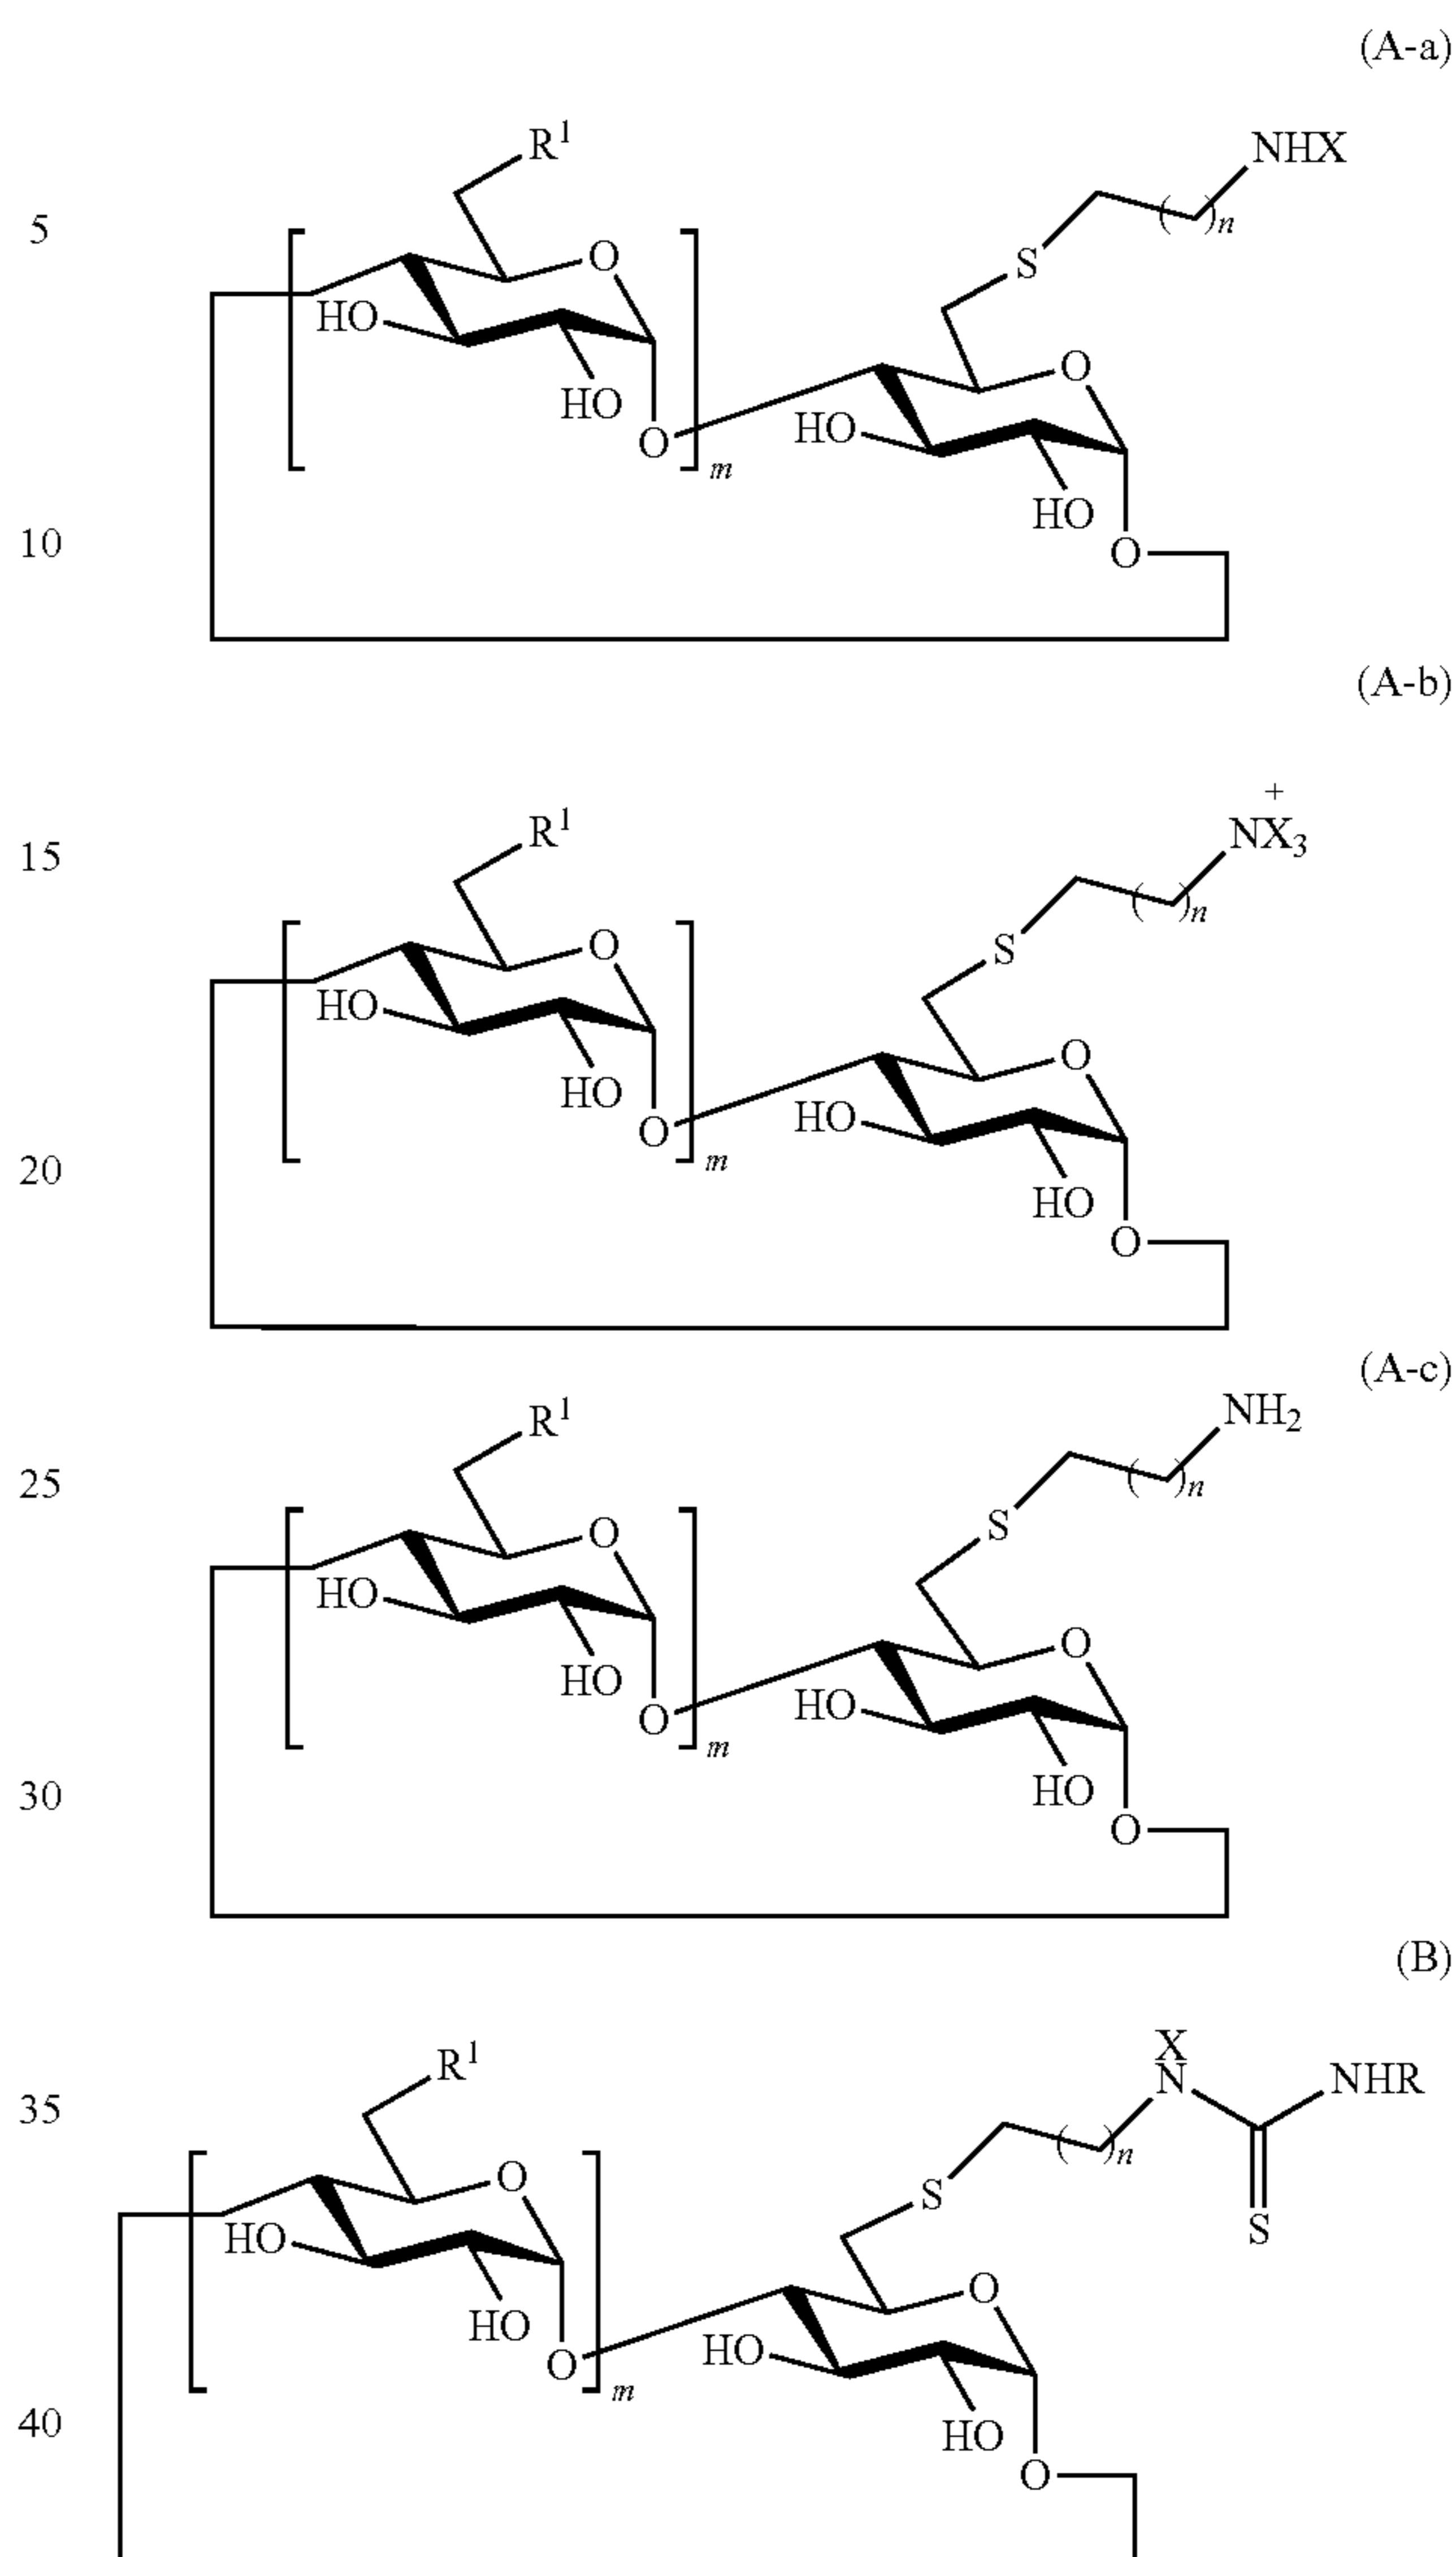 (A-a)
R¹
NHX
5
( )n
O
S
HO
O
HO
HO
O
m
HO
10
O
(A-b)
+
R¹
NX₃
15
( )n
O
S
HO
O
HO
HO
O
20
m
HO
O
(A-c)
R¹
NH₂
25
( )n
O
S
HO
O
HO
HO
O
m
HO
30
O
(B)
X
R¹
N
NHR
35
( )n
O
S
S
HO
O
HO
HO
O
m
40
HO
O